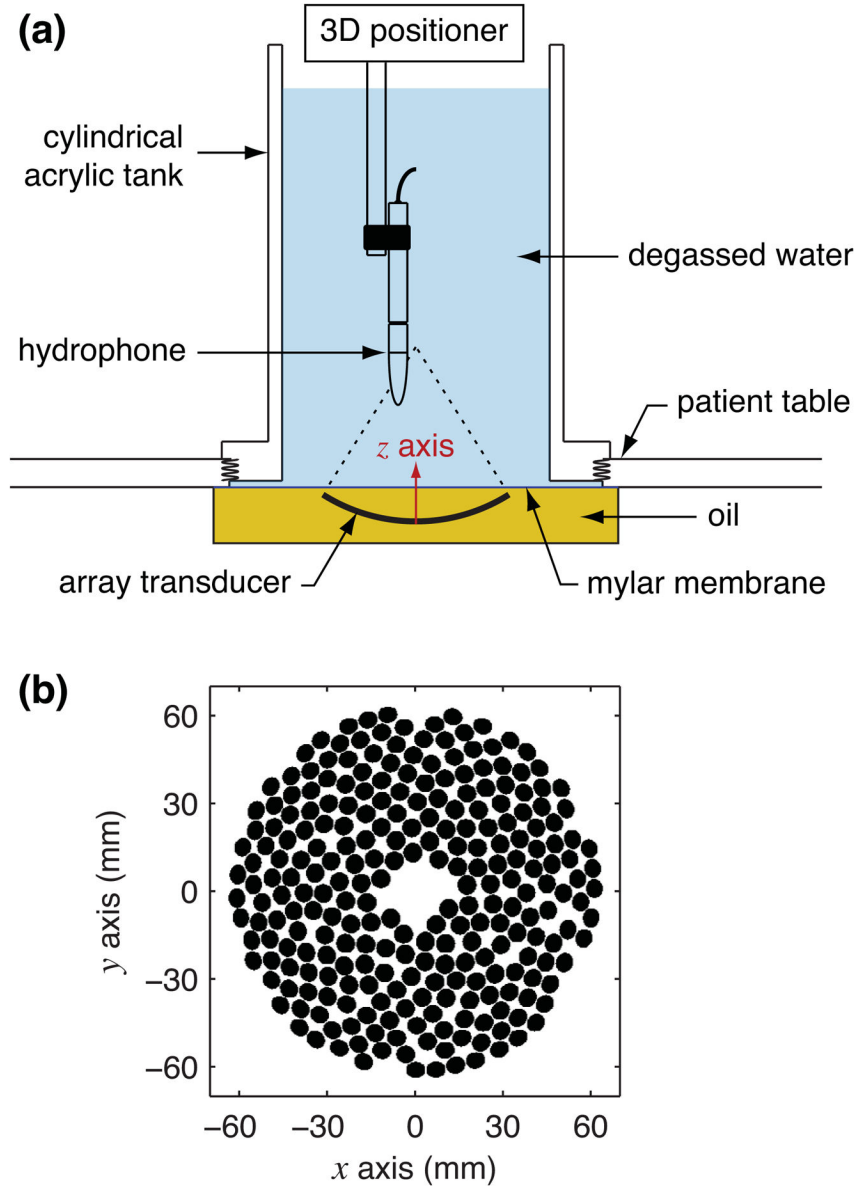 (a)
3D positioner
cylindrical
acrylic tank
degassed water
hydrophone
patient table
z axis
oil
array transducer
mylar membrane
(b)
60
30
0
−30
−60
y axis (mm)
−60 −30 0 30 60
x axis (mm)